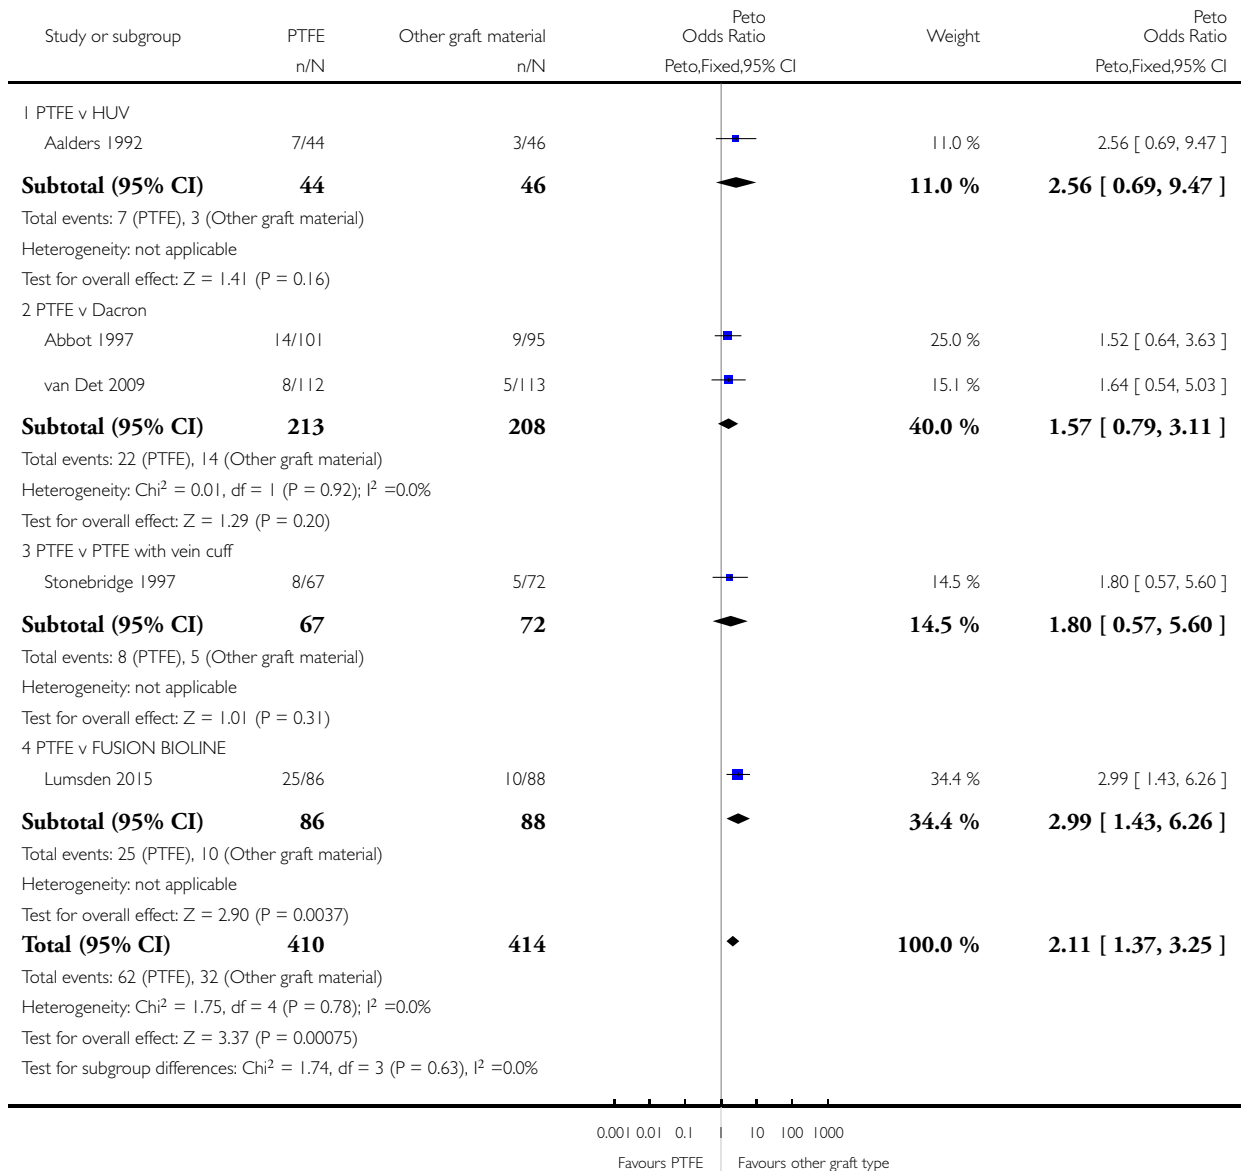 Peto Peto
Study or subgroup PTFE Other graft material Odds Ratio Weight Odds Ratio
n/N n/N Peto,Fixed,95% CI Peto,Fixed,95% CI
1 PTFE v HUV
Aalders 1992 7/44 3/46 11.0 % 2.56 [ 0.69, 9.47 ]
Subtotal (95% CI) 44 46 11.0 % 2.56 [ 0.69, 9.47 ]
Total events: 7 (PTFE), 3 (Other graft material)
Heterogeneity: not applicable
Test for overall effect: Z = 1.41 (P = 0.16)
2 PTFE v Dacron
Abbot 1997 14/101 9/95 25.0 % 1.52 [ 0.64, 3.63 ]
van Det 2009 8/112 5/113 15.1 % 1.64 [ 0.54, 5.03 ]
Subtotal (95% CI) 213 208 40.0 % 1.57 [ 0.79, 3.11 ]
Total events: 22 (PTFE), 14 (Other graft material)
Heterogeneity: Chi² = 0.01, df = 1 (P = 0.92); I² =0.0%
Test for overall effect: Z = 1.29 (P = 0.20)
3 PTFE v PTFE with vein cuff
Stonebridge 1997 8/67 5/72 14.5 % 1.80 [ 0.57, 5.60 ]
Subtotal (95% CI) 67 72 14.5 % 1.80 [ 0.57, 5.60 ]
Total events: 8 (PTFE), 5 (Other graft material)
Heterogeneity: not applicable
Test for overall effect: Z = 1.01 (P = 0.31)
4 PTFE v FUSION BIOLINE
Lumsden 2015 25/86 10/88 34.4 % 2.99 [ 1.43, 6.26 ]
Subtotal (95% CI) 86 88 34.4 % 2.99 [ 1.43, 6.26 ]
Total events: 25 (PTFE), 10 (Other graft material)
Heterogeneity: not applicable
Test for overall effect: Z = 2.90 (P = 0.0037)
Total (95% CI) 410 414 100.0 % 2.11 [ 1.37, 3.25 ]
Total events: 62 (PTFE), 32 (Other graft material)
Heterogeneity: Chi² = 1.75, df = 4 (P = 0.78); I² =0.0%
Test for overall effect: Z = 3.37 (P = 0.00075)
Test for subgroup differences: Chi² = 1.74, df = 3 (P = 0.63), I² =0.0%
0.001 0.01 0.1 1 10 100 1000
Favours PTFE Favours other graft type